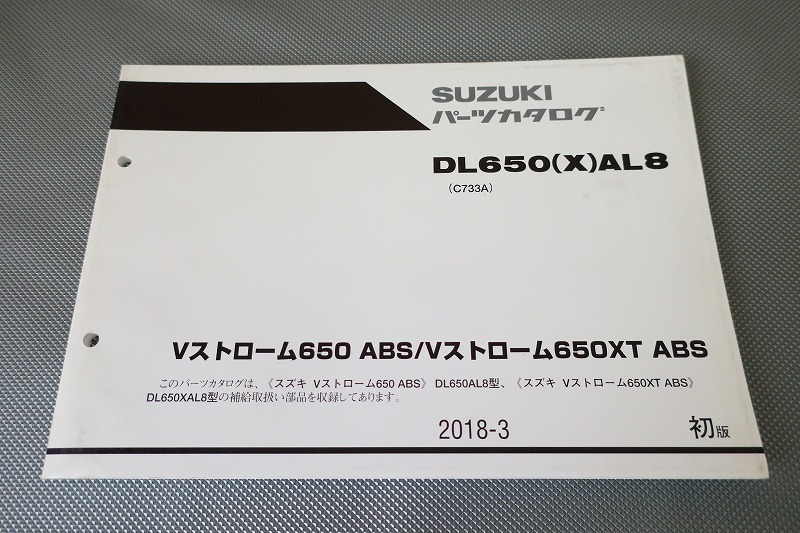 SUZUKI
パーツカタログ
DL650(X)AL8
(C733A)
Vストローム650 ABS/Vストローム650XT ABS
このパーツカタログは、《スズキ Vストローム650 ABS》 DL650AL8型、《スズキ Vストローム650XT ABS》
DL650XAL8型の補給取扱い部品を収録してあります。
2018-3 初版